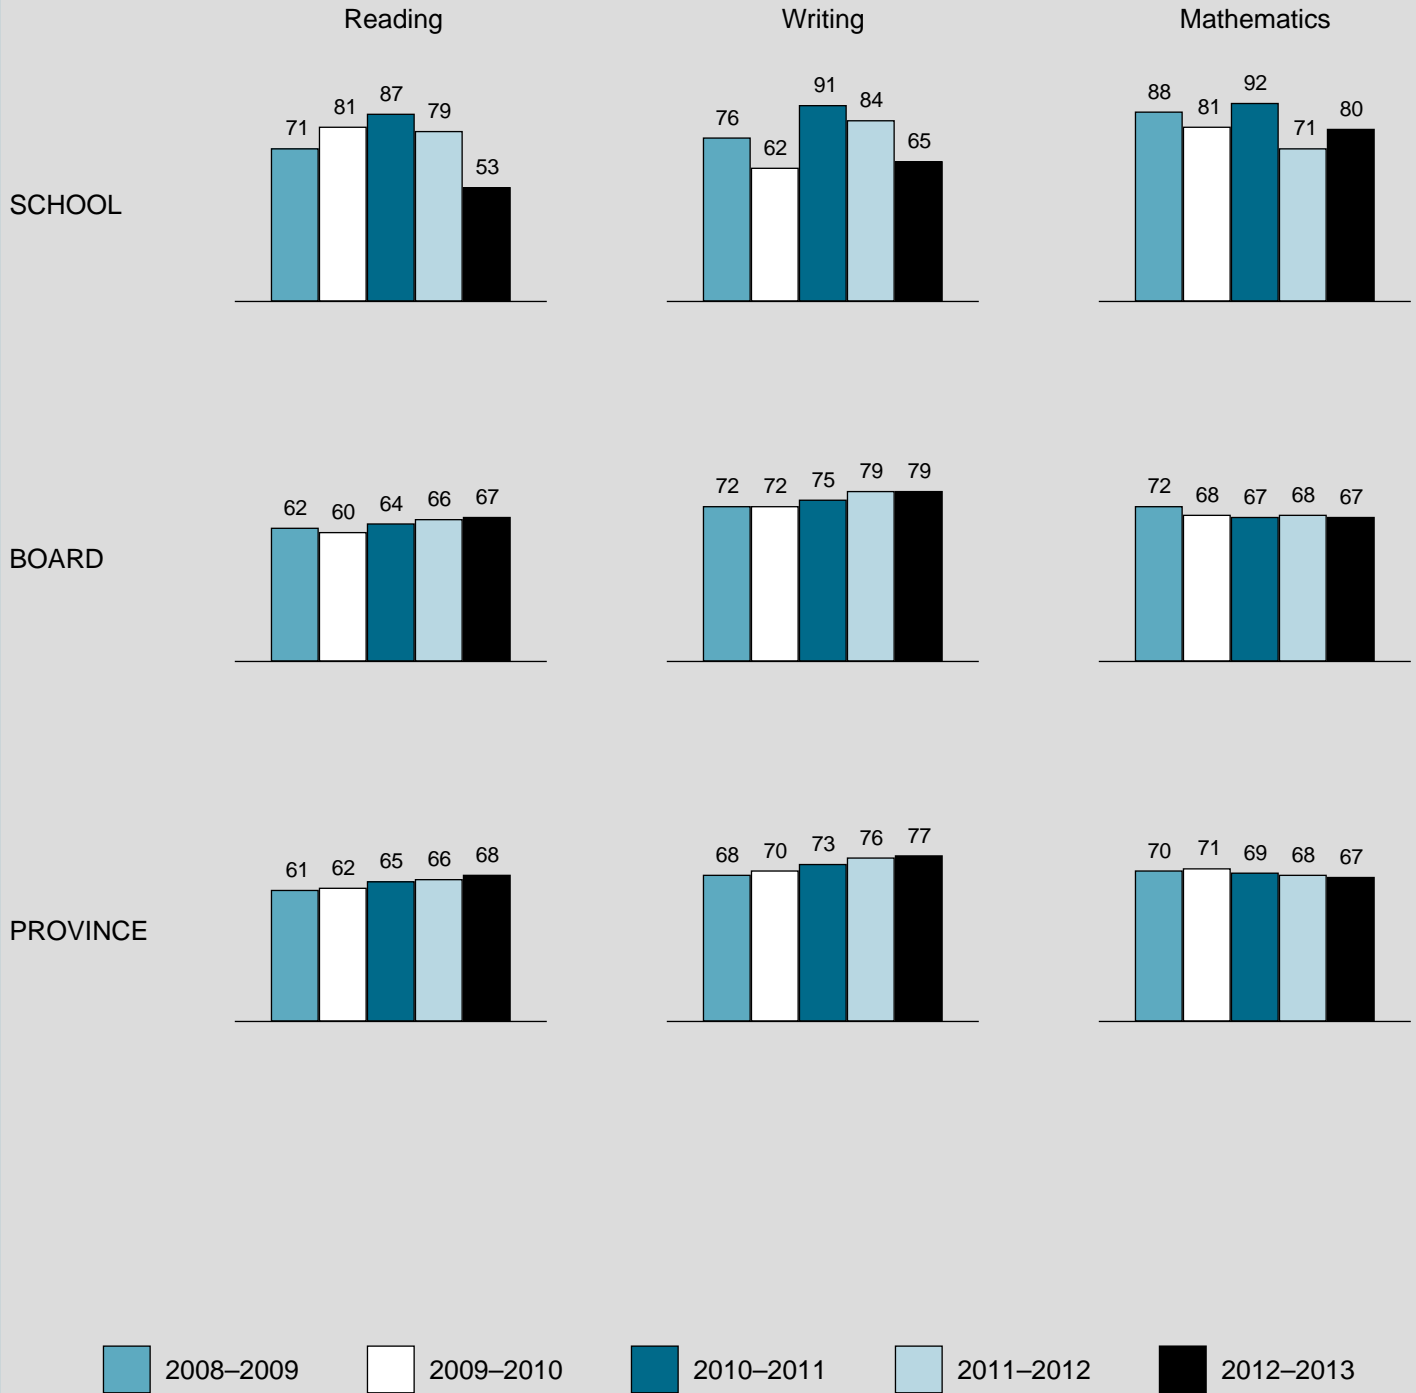 Reading Writing Mathematics
SCHOOL
71 81 87 79 53
76 62 91 84 65
88 81 92 71 80
BOARD
62 60 64 66 67
72 72 75 79 79
72 68 67 68 67
PROVINCE
61 62 65 66 68
68 70 73 76 77
70 71 69 68 67
2008–2009 2009–2010 2010–2011 2011–2012 2012–2013